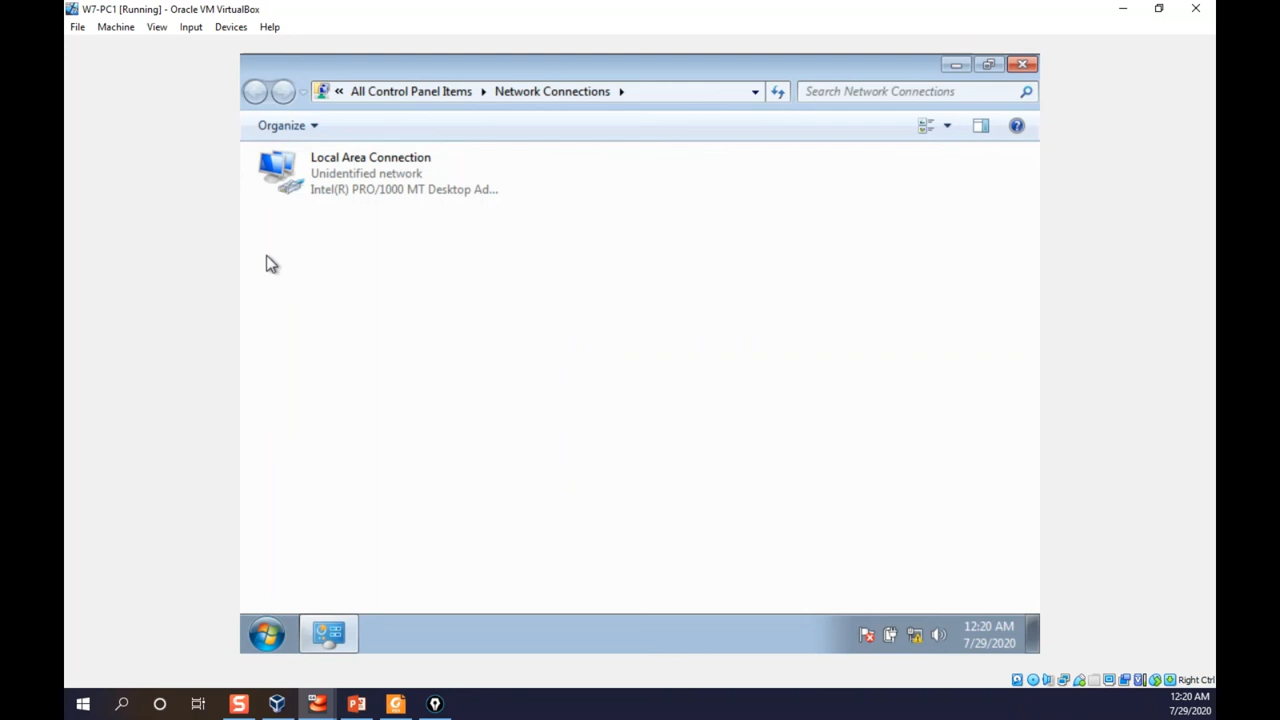 W7-PC1 [Running] - Oracle VM VirtualBox
File Machine View Input Devices Help
« All Control Panel Items Network Connections
Search Network Connections
Organize
Local Area Connection
Unidentified network
Intel(R) PRO/1000 MT Desktop Ad...
12:20 AM
7/29/2020
Right Ctrl
12:20 AM
7/29/2020